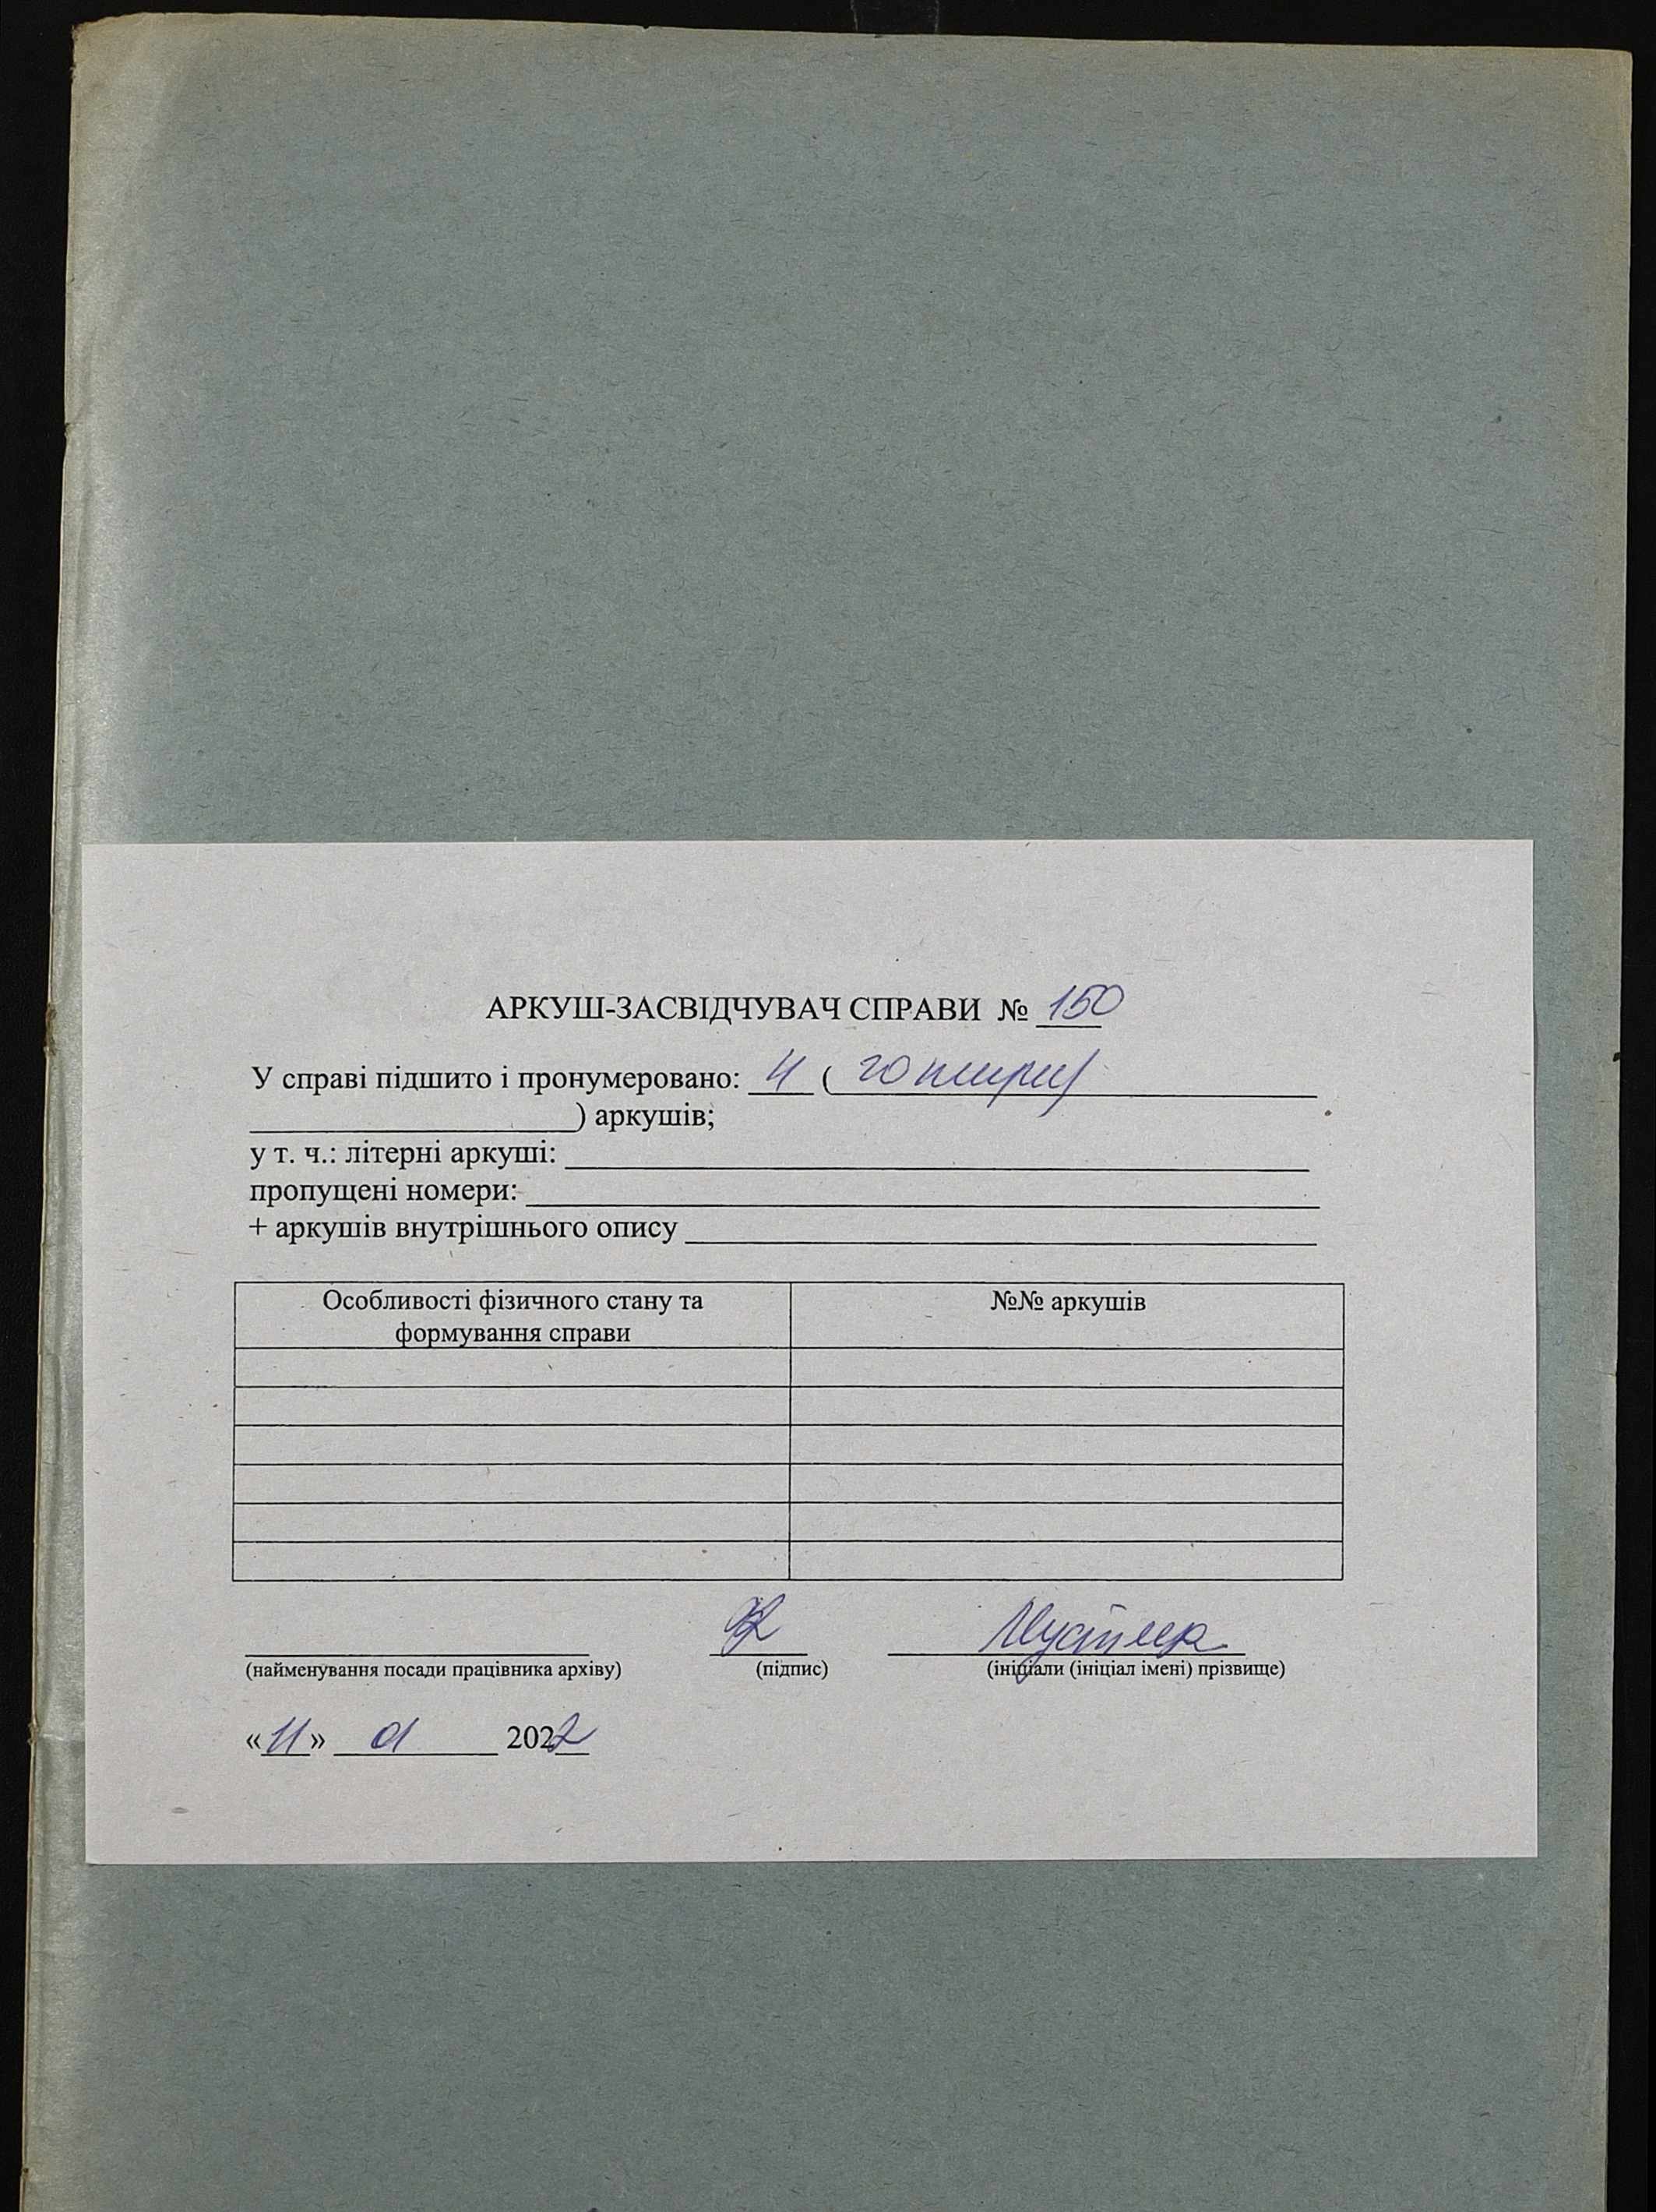 АРКУШ-ЗАСВІДЧУВАЧ СПРАВИ № 150
У справі підшито і пронумеровано: 4 (чотири)
) аркушів;
у т. ч.: літерні аркуші:
пропущені номери:
+ аркушів внутрішнього опису
Особливості фізичного стану та формування справи
№№ аркушів
(найменування посади працівника архіву) (підпис) (ініціали (ініціал імені) прізвище)
«11» 01 2022